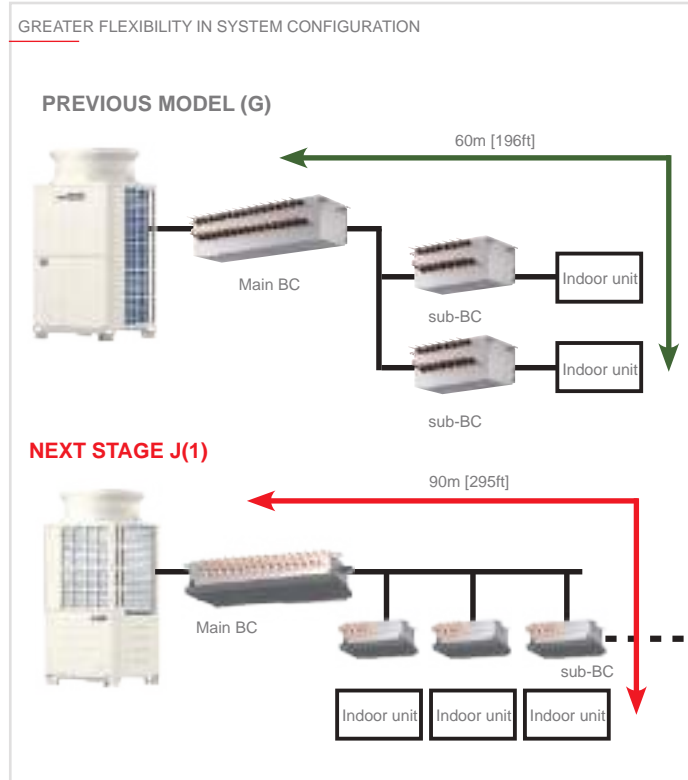 GREATER FLEXIBILITY IN SYSTEM CONFIGURATION
PREVIOUS MODEL (G)
60m [196ft]
Main BC
Indoor unit
sub-BC
Indoor unit
sub-BC
NEXT STAGE J(1)
90m [295ft]
Main BC
sub-BC
Indoor unit
Indoor unit
Indoor unit